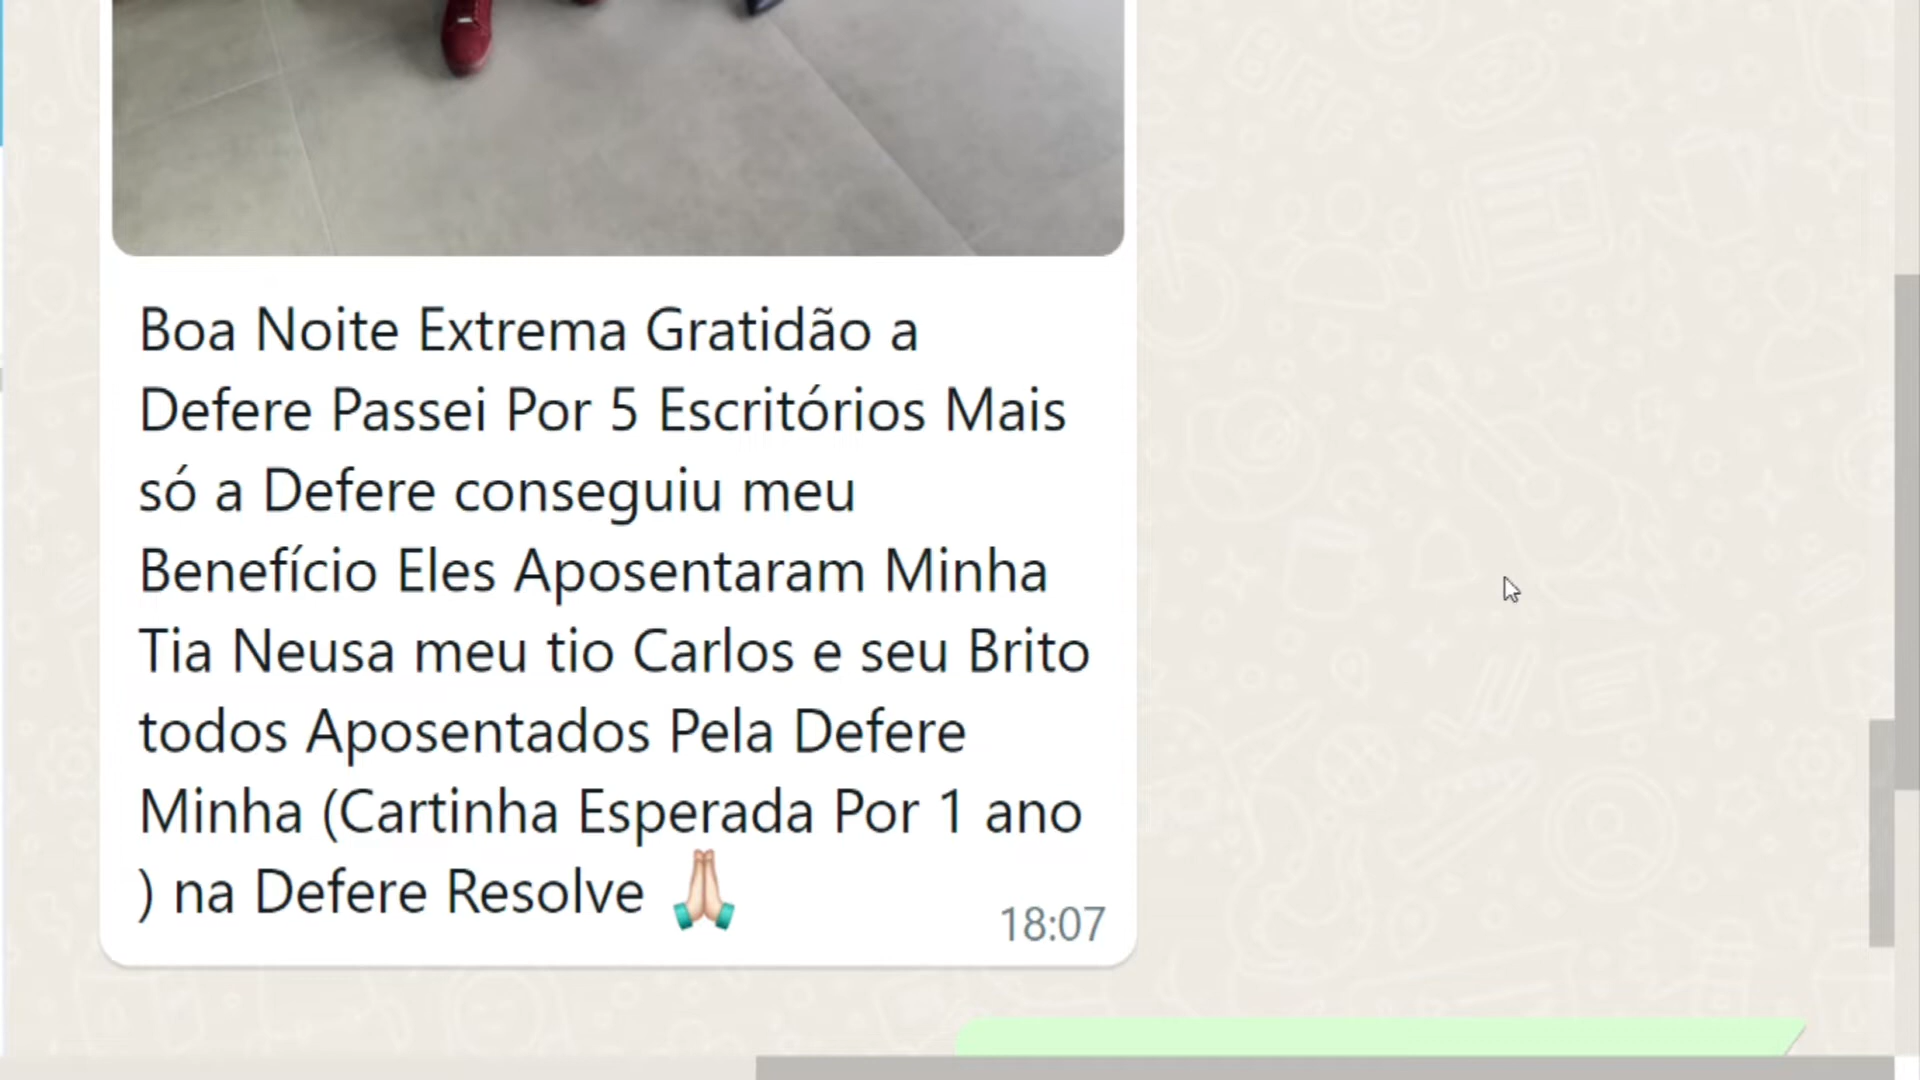 Boa Noite Extrema Gratidão a
Defere Passei Por 5 Escritórios Mais
só a Defere conseguiu meu
Benefício Eles Aposentaram Minha
Tia Neusa meu tio Carlos e seu Brito
todos Aposentados Pela Defere
Minha (Cartinha Esperada Por 1 ano
) na Defere Resolve 🙏🏻
18:07